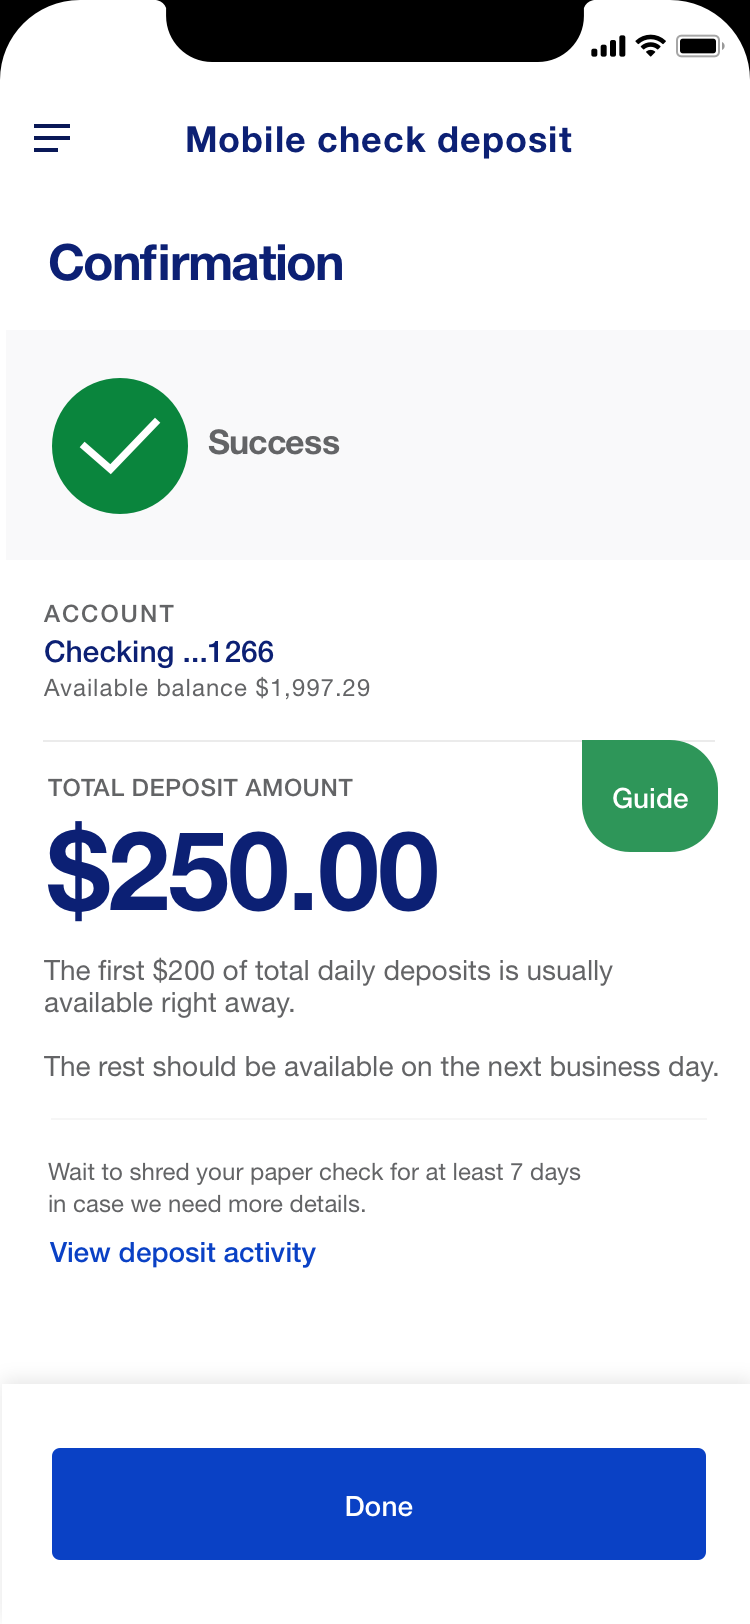 Mobile check deposit
Confirmation
Success
ACCOUNT
Checking ...1266
Available balance $1,997.29
TOTAL DEPOSIT AMOUNT
Guide
$250.00
The first $200 of total daily deposits is usually
available right away.
The rest should be available on the next business day.
Wait to shred your paper check for at least 7 days
in case we need more details.
View deposit activity
Done